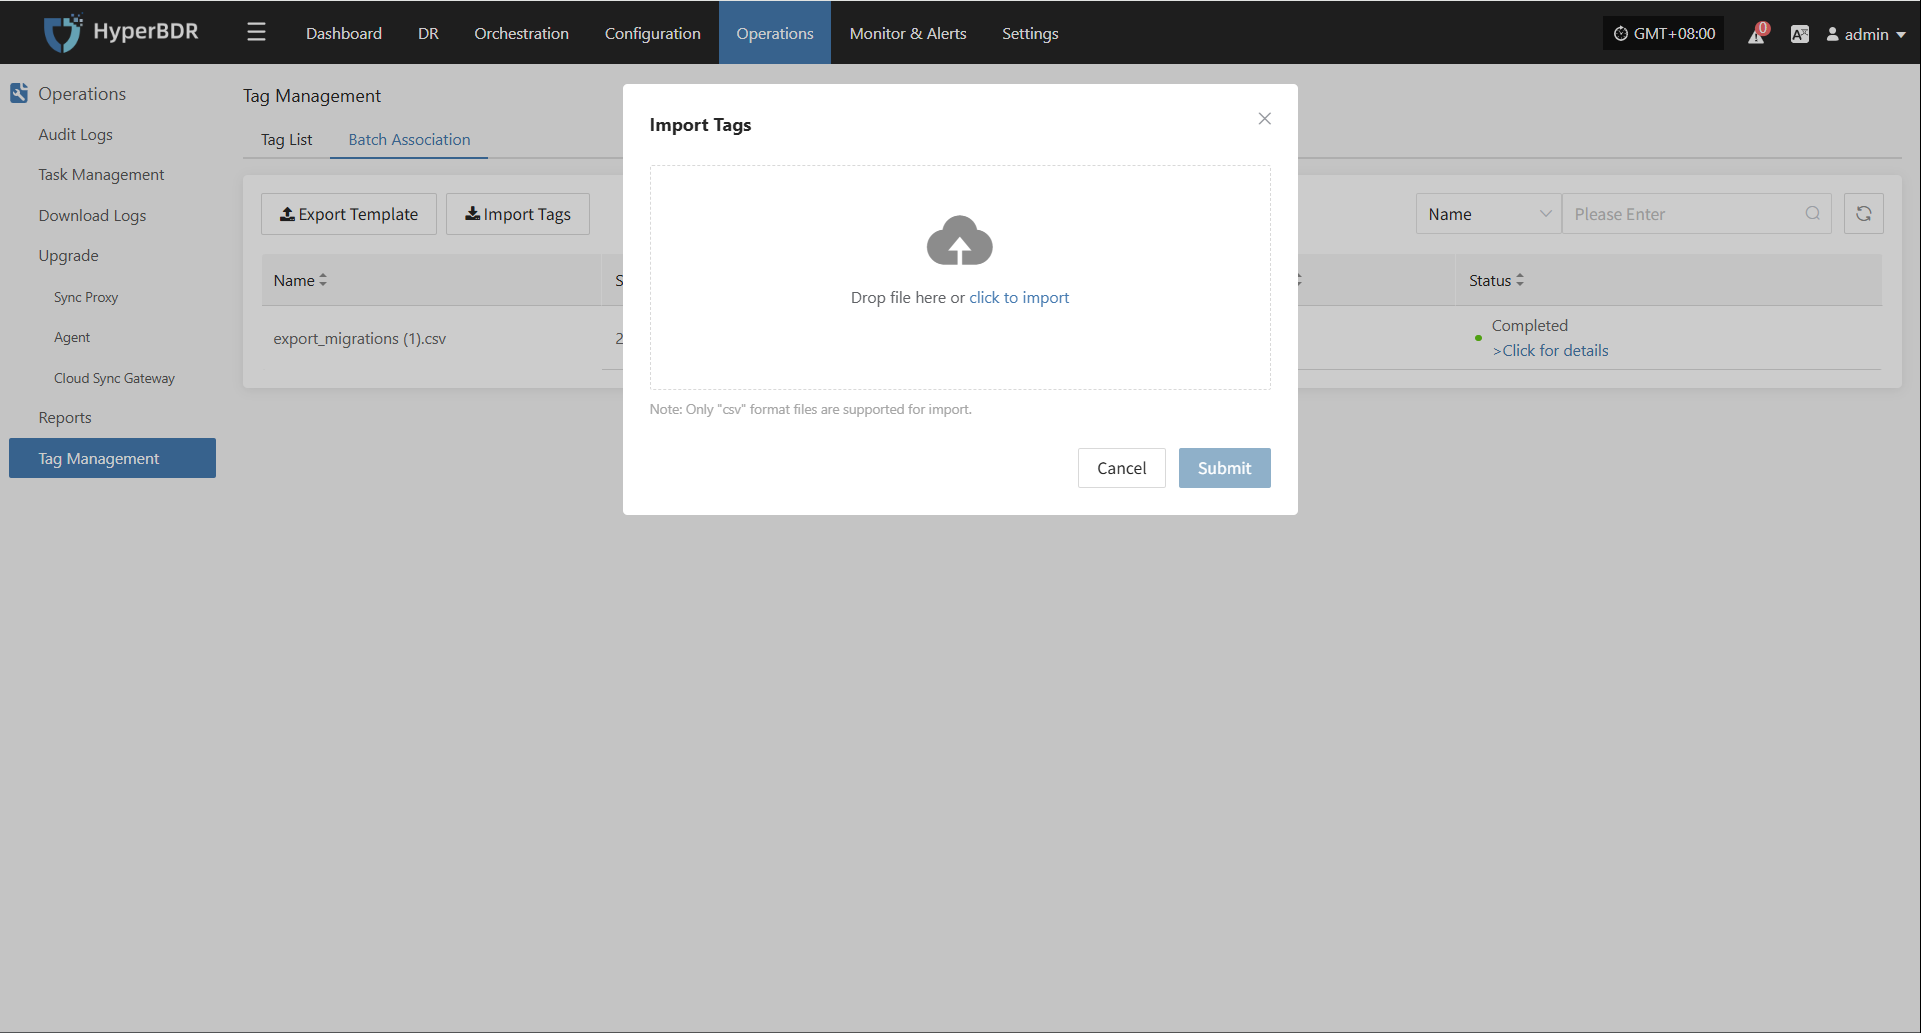 HyperBDR
Dashboard
DR
Orchestration
Configuration
Operations
Monitor & Alerts
Settings
GMT+08:00
0
admin
Operations
Audit Logs
Task Management
Download Logs
Upgrade
Sync Proxy
Agent
Cloud Sync Gateway
Reports
Tag Management
Tag Management
Tag List
Batch Association
Export Template
Import Tags
Name
Please Enter
Name
S
Status
export_migrations (1).csv
2
Completed
>Click for details
Import Tags
Drop file here or click to import
Note: Only "csv" format files are supported for import.
Cancel
Submit